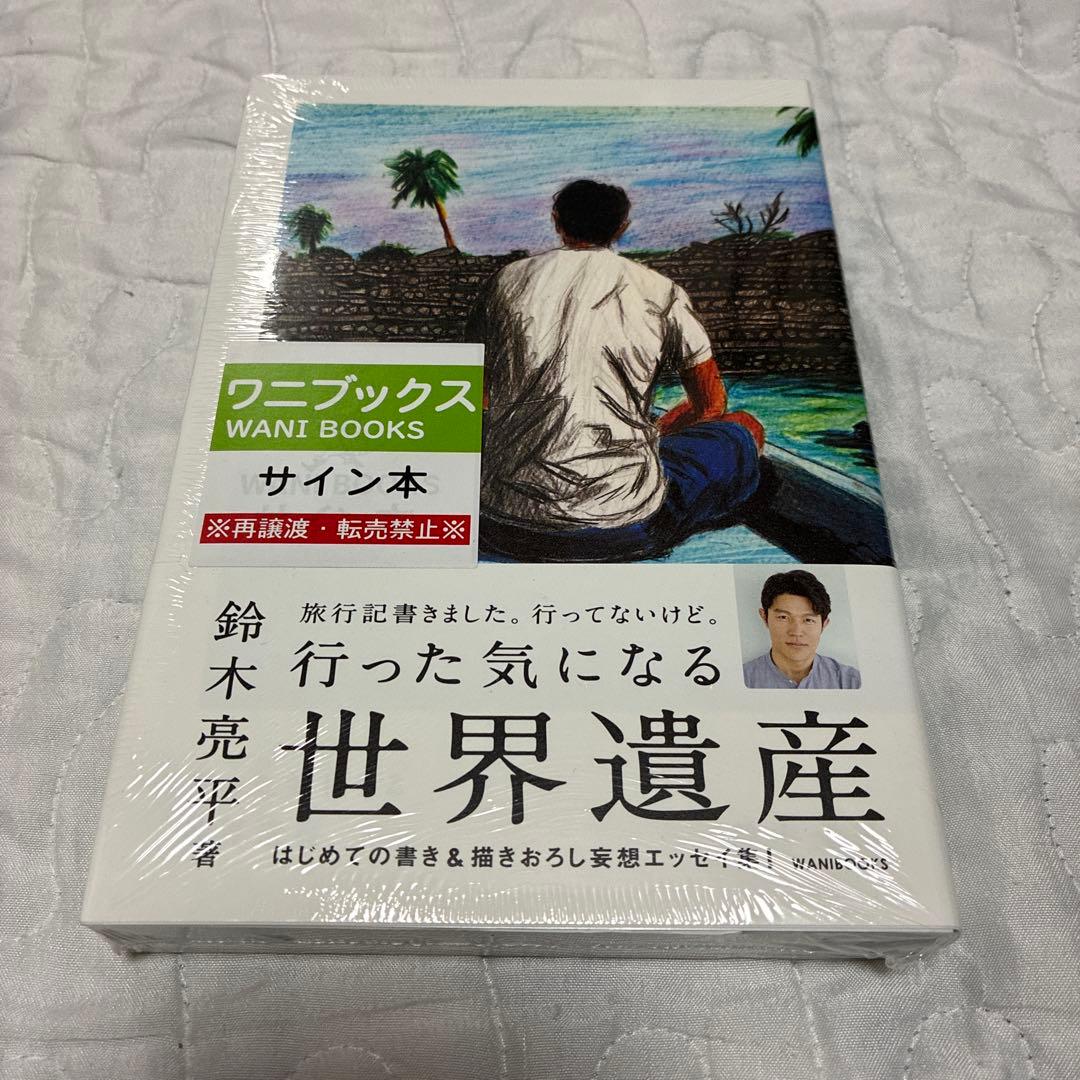 ワニブックス
WANI BOOKS
サイン本
※再譲渡・転売禁止※
旅行記書きました。行ってないけど。
行った気になる
世界遺産
鈴木亮平 著
はじめての書き&描きおろし妄想エッセイ集!
WANIBOOKS